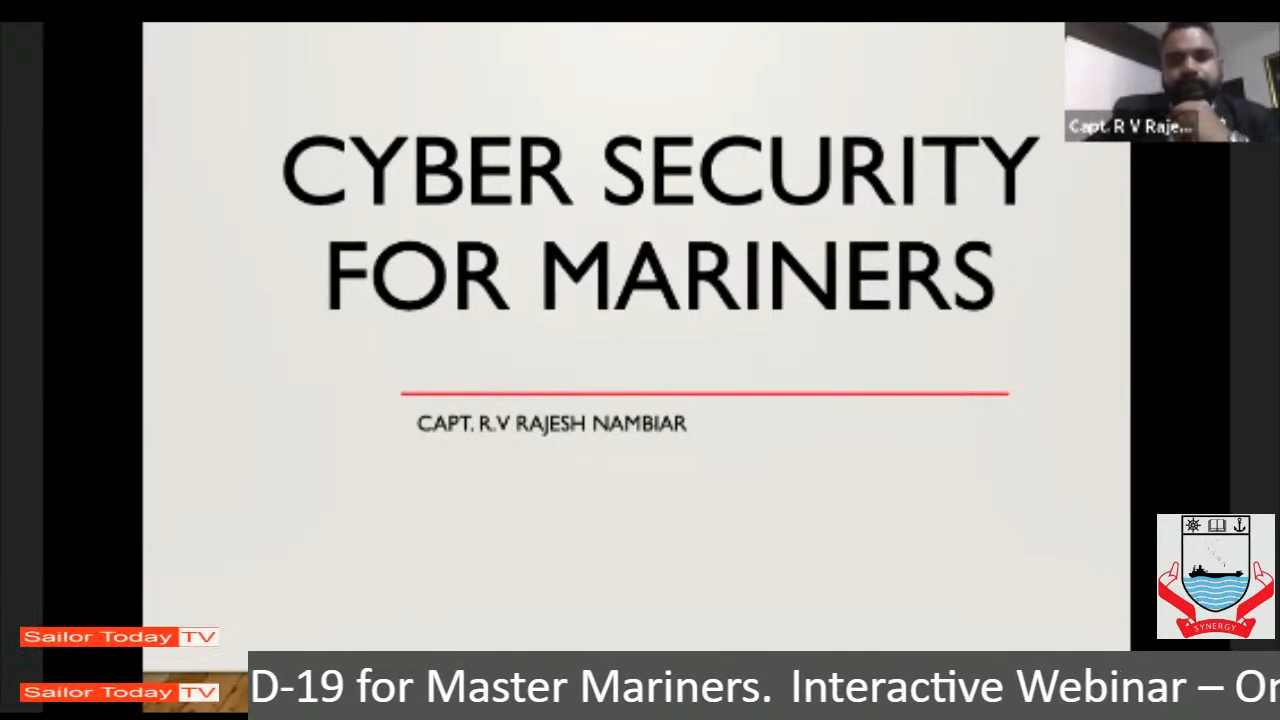 CYBER SECURITY
FOR MARINERS
CAPT. R.V RAJESH NAMBIAR
Capt. R V Raje...
SYNERGY
Sailor Today TV
Sailor Today TV
D-19 for Master Mariners. Interactive Webinar – Or